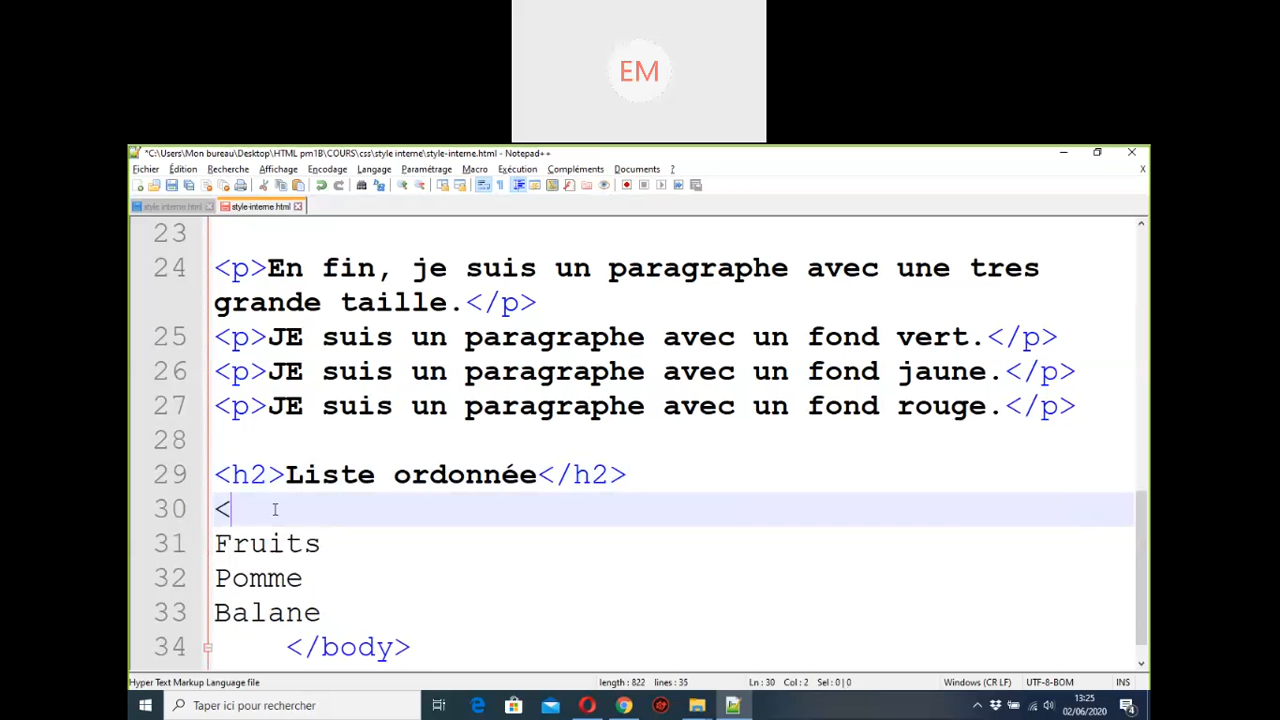 EM
*C:\Users\Mon bureau\Desktop\HTML pm1B\COURS\css\style interne\style-interne.html - Notepad++
Fichier Édition Recherche Affichage Encodage Langage Paramétrage Macro Exécution Compléments Documents ? X
style interne.html style-interne.html
23
24 <p>En fin, je suis un paragraphe avec une tres
grande taille.</p>
25 <p>JE suis un paragraphe avec un fond vert.</p>
26 <p>JE suis un paragraphe avec un fond jaune.</p>
27 <p>JE suis un paragraphe avec un fond rouge.</p>
28
29 <h2>Liste ordonnée</h2>
30 <
31 Fruits
32 Pomme
33 Balane
34 </body>
Hyper Text Markup Language file length : 822 lines : 35 Ln : 30 Col : 2 Sel : 0 | 0 Windows (CR LF) UTF-8-BOM INS
Taper ici pour rechercher 13:25
02/06/2020 4